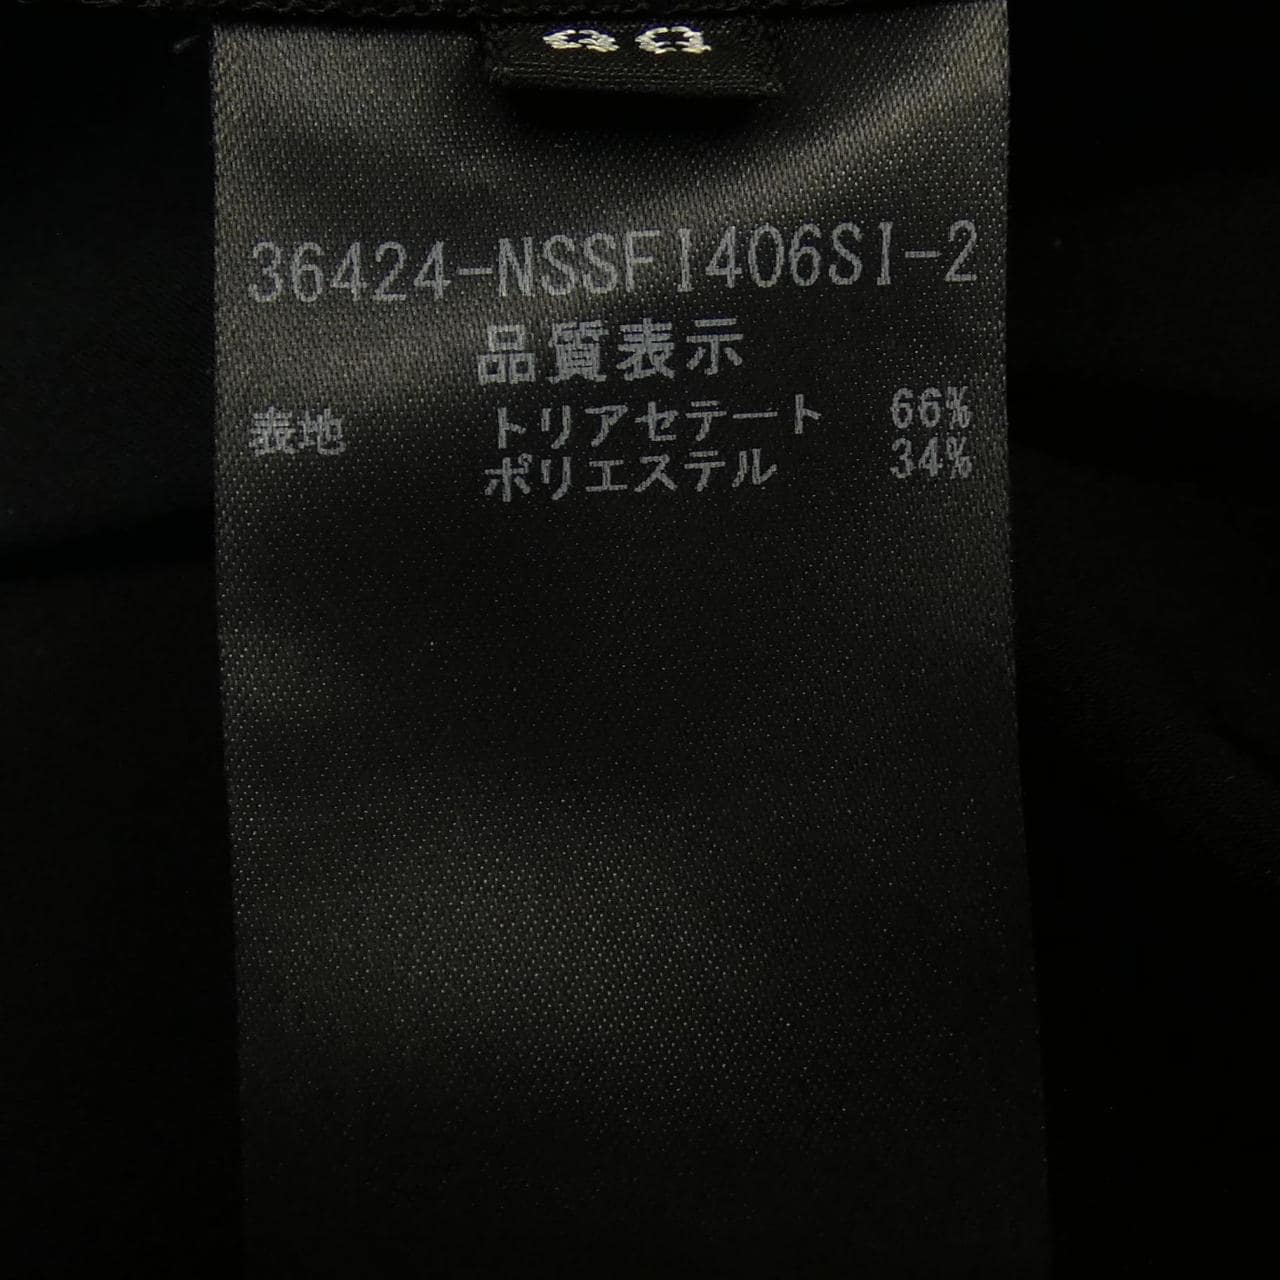 36424-NSSF1406S1-2
品質表示
表地 トリアセテート 66%
ポリエステル 34%